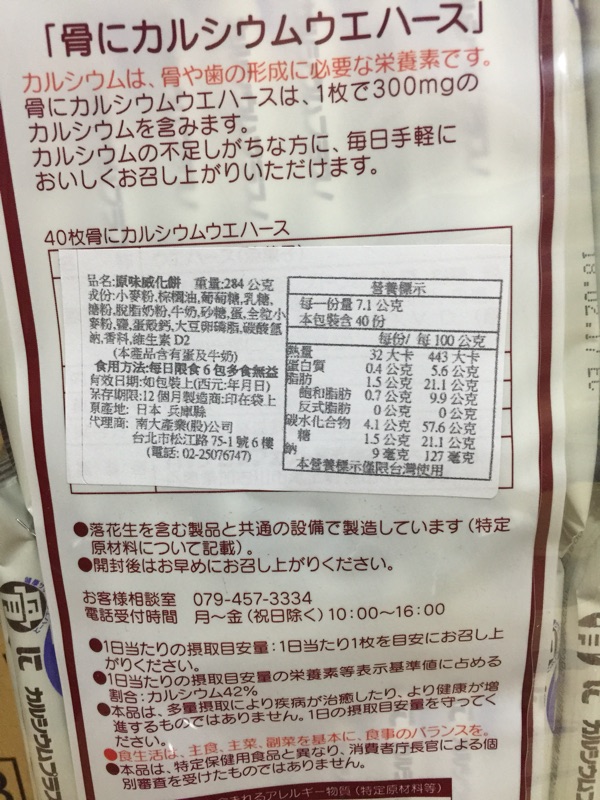 「骨にカルシウムウエハース」
カルシウムは、骨や歯の形成に必要な栄養素です。
骨にカルシウムウエハースは、1枚で300mgの
カルシウムを含みます。
カルシウムの不足しがちな方に、毎日手軽に
おいしくお召し上がりいただけます。
40枚骨にカルシウムウエハース
品名:原味威化餅 重量:284 公克
成份:小麥粉,棕櫚油,葡萄糖,乳糖,
糖粉,脫脂奶粉,牛奶,砂糖,蛋,全粒小
麥粉,鹽,蛋殼鈣,大豆卵磷脂,碳酸氫
鈉,香料,維生素 D2
(本產品含有蛋及牛奶)
食用方法:每日限食 6 包多食無益
有效日期:如包裝上(西元:年月日)
保存期限:12 個月製造商:印在袋上
原產地: 日本 兵庫縣
代理商: 南大產業(股)公司
台北市松江路 75-1 號 6 樓
(電話: 02-25076747)
營養標示
每一份量 7.1 公克
本包裝含 40 份
每份/ 每 100 公克
熱量 32 大卡 443 大卡
蛋白質 0.4 公克 5.6 公克
脂肪 1.5 公克 21.1 公克
飽和脂肪 0.7 公克 9.9 公克
反式脂肪 0 公克 0 公克
碳水化合物 4.1 公克 57.6 公克
糖 1.5 公克 21.1 公克
鈉 9 毫克 127 毫克
本營養標示僅限台灣使用
●落花生を含む製品と共通の設備で製造しています(特定
原材料について記載)。
●開封後はお早めにお召し上がりください。
お客様相談室 079-457-3334
電話受付時間 月〜金(祝日除く)10:00〜16:00
●1日当たりの摂取目安量:1日当たり1枚を目安にお召し上
がりください。
●1日当たりの摂取目安量の栄養素等表示基準値に占める
割合:カルシウム42%
●本品は、多量摂取により疾病が治癒したり、より健康が増
進するものではありません。1日の摂取目安量を守ってく
ださい。
●食生活は、主食、主菜、副菜を基本に、食事のバランスを。
●本品は、特定保健用食品と異なり、消費者庁長官による個
別審査を受けたものではありません。
まれるアレルギー物質(特定原材料等)